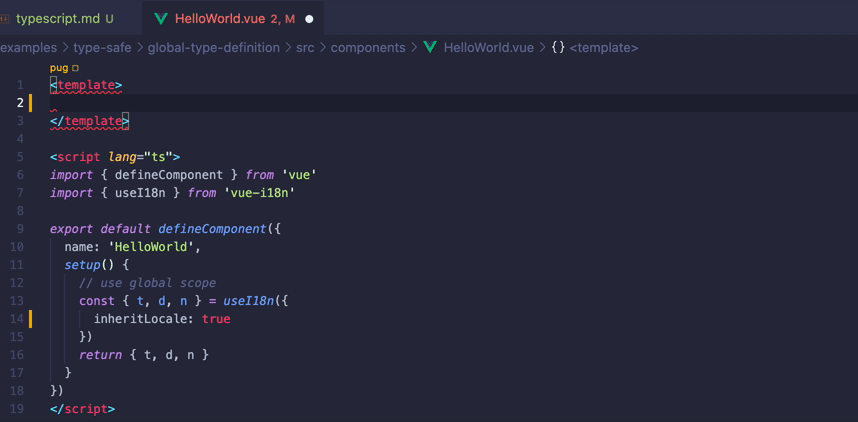 typescript.md U HelloWorld.vue 2, M
examples > type-safe > global-type-definition > src > components > HelloWorld.vue > {} <template>
pug
1 <template>
2
3 </template>
4
5 <script lang="ts">
6 import { defineComponent } from 'vue'
7 import { useI18n } from 'vue-i18n'
8
9 export default defineComponent({
10 name: 'HelloWorld',
11 setup() {
12 // use global scope
13 const { t, d, n } = useI18n({
14 inheritLocale: true
15 })
16 return { t, d, n }
17 }
18 })
19 </script>